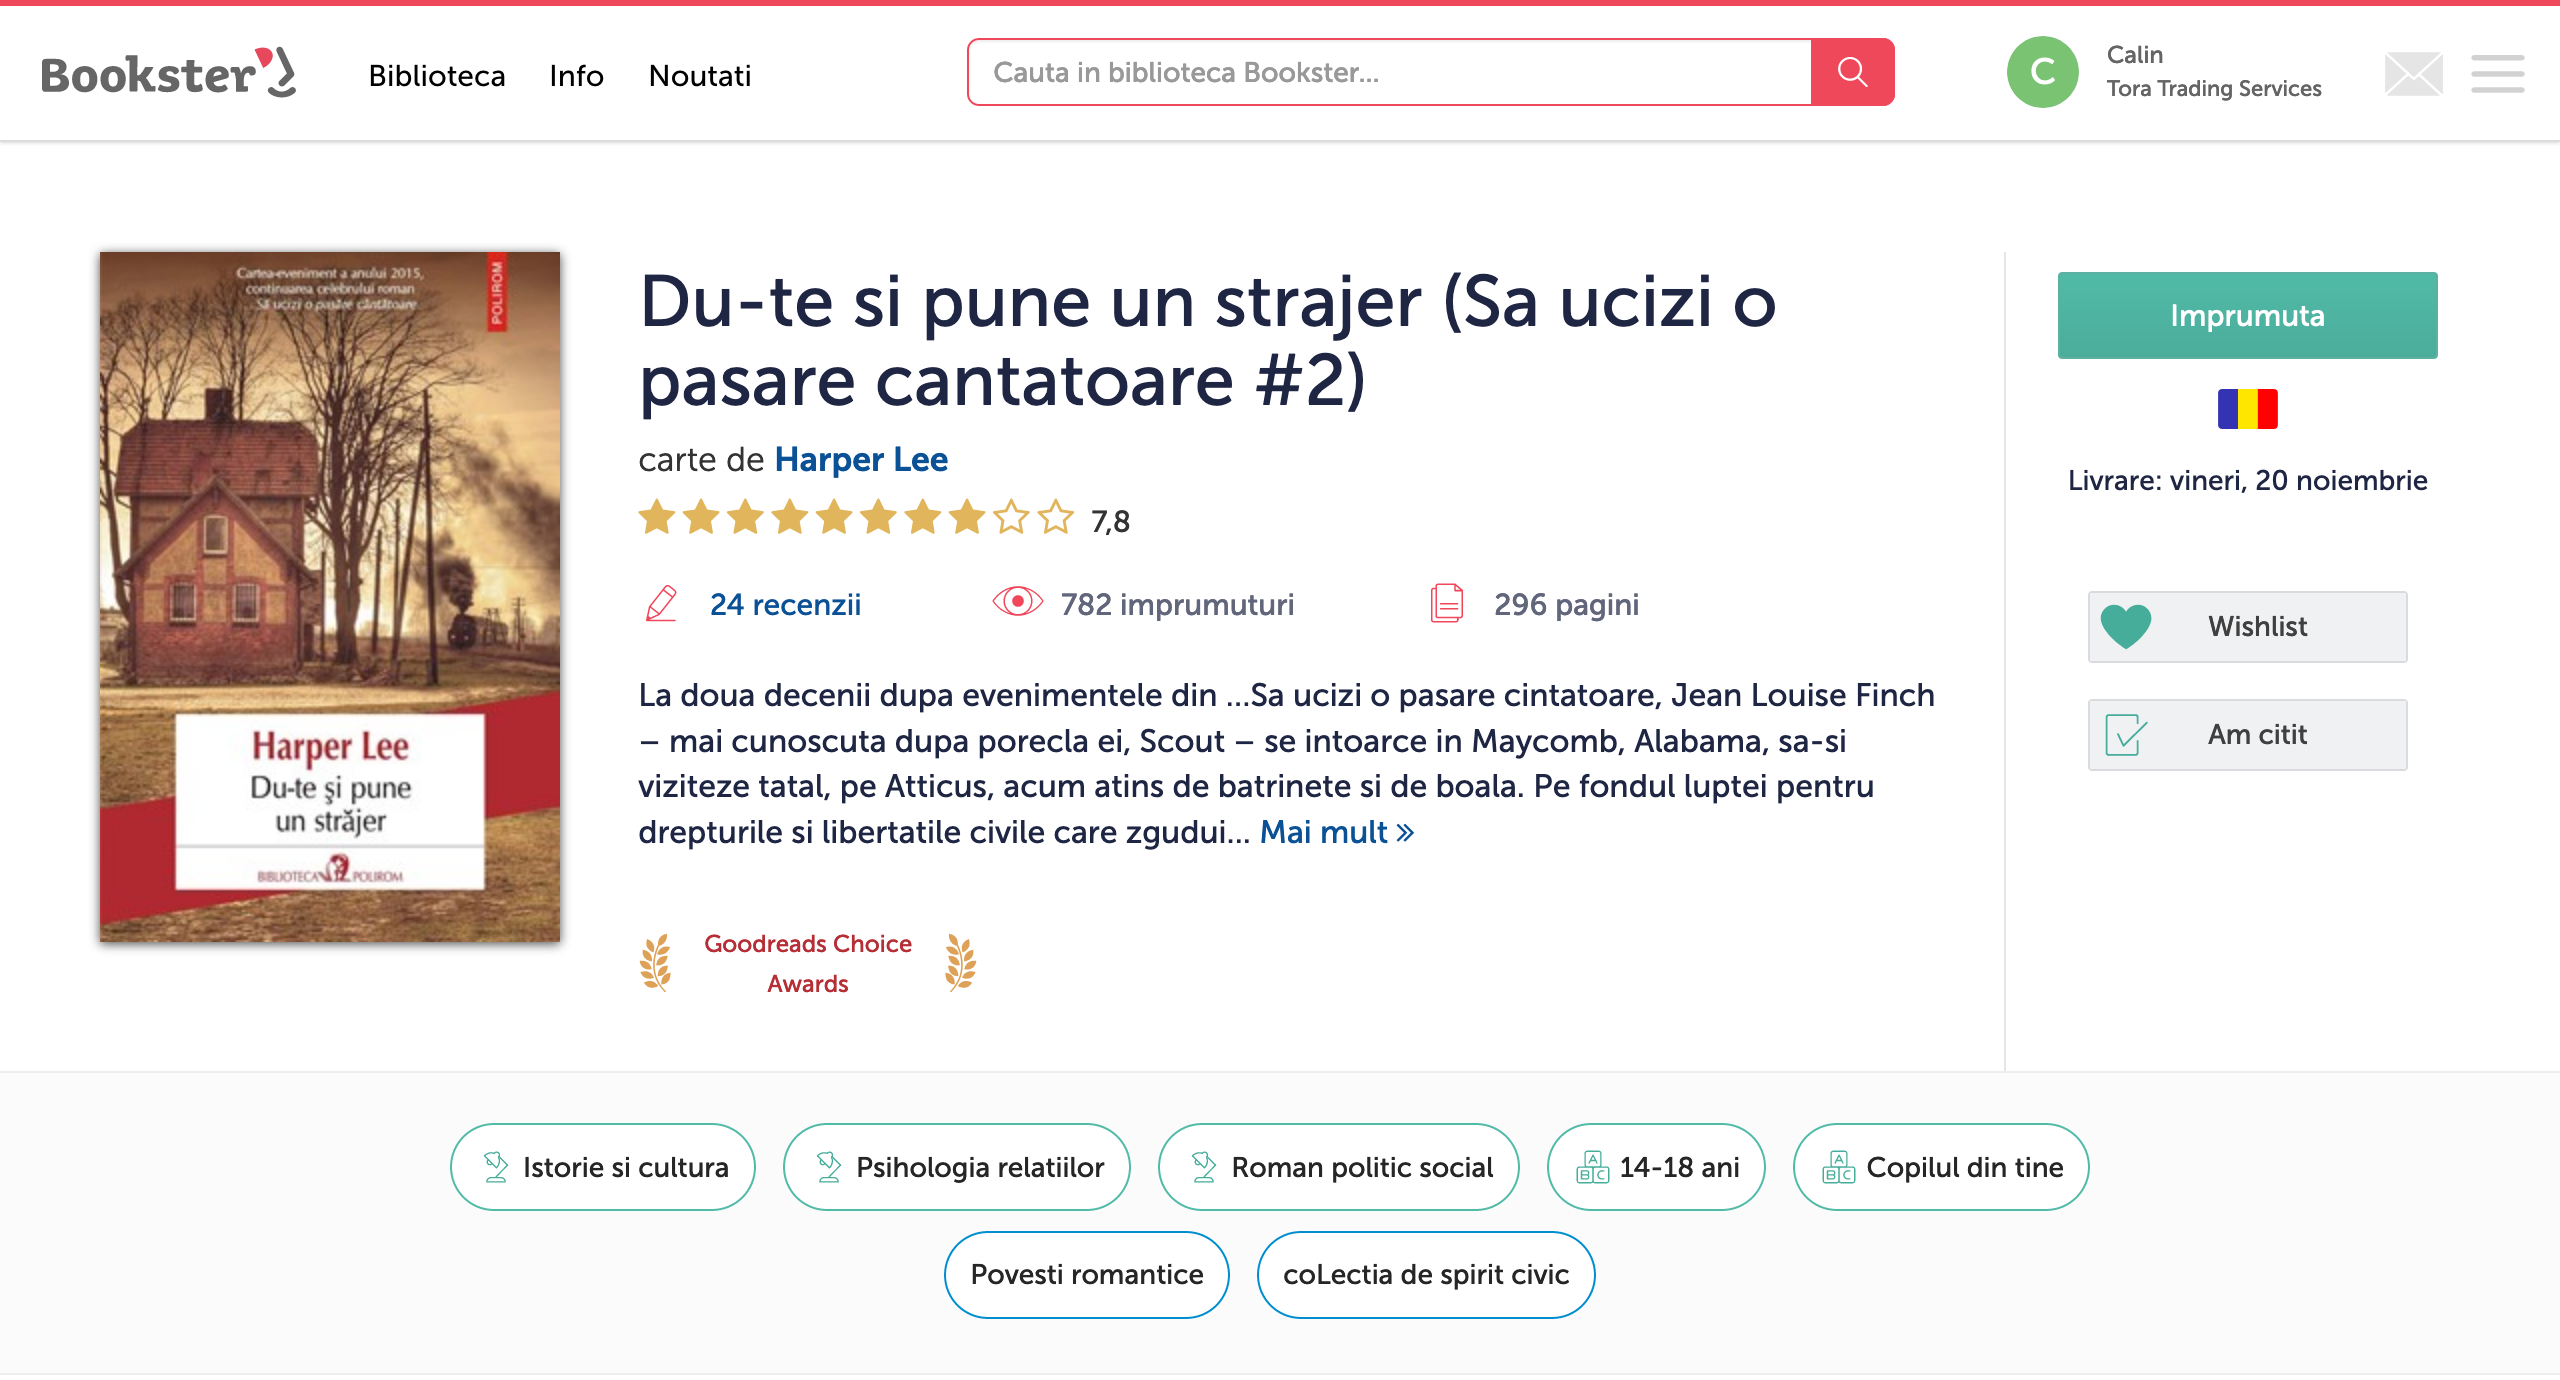 Bookster
Biblioteca
Info
Noutati
Cauta in biblioteca Bookster...
C
Calin
Tora Trading Services
Cartea-eveniment a anului 2015,
continuarea celebrului roman
Să ucizi o pasăre cîntătoare
POLIROM
Harper Lee
Du-te şi pune
un străjer
BIBLIOTECA POLIROM
Du-te si pune un strajer (Sa ucizi o
pasare cantatoare #2)
carte de Harper Lee
7,8
24 recenzii
782 imprumuturi
296 pagini
La doua decenii dupa evenimentele din ...Sa ucizi o pasare cintatoare, Jean Louise Finch
– mai cunoscuta dupa porecla ei, Scout – se intoarce in Maycomb, Alabama, sa-si
viziteze tatal, pe Atticus, acum atins de batrinete si de boala. Pe fondul luptei pentru
drepturile si libertatile civile care zgudui... Mai mult »
Goodreads Choice
Awards
Imprumuta
Livrare: vineri, 20 noiembrie
Wishlist
Am citit
Istorie si cultura
Psihologia relatiilor
Roman politic social
A
B C
14-18 ani
A
B C
Copilul din tine
Povesti romantice
coLectia de spirit civic